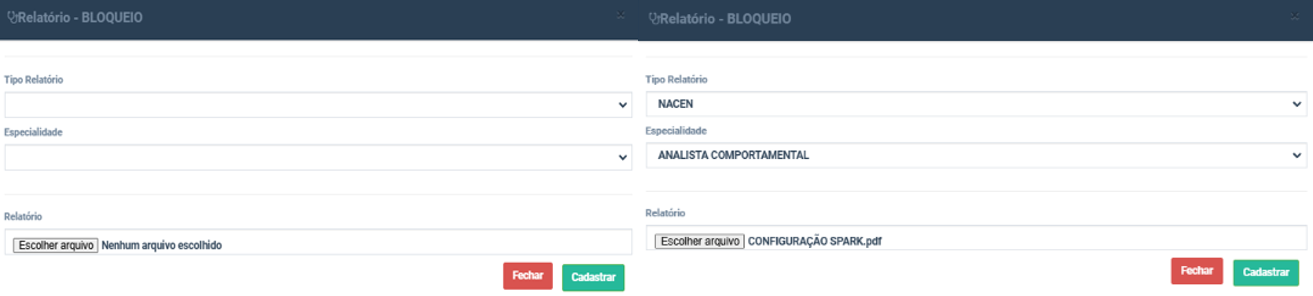 Relatório - BLOQUEIO ×
Tipo Relatório
Especialidade
Relatório
Escolher arquivo Nenhum arquivo escolhido
Fechar Cadastrar
Relatório - BLOQUEIO ×
Tipo Relatório
NACEN
Especialidade
ANALISTA COMPORTAMENTAL
Relatório
Escolher arquivo CONFIGURAÇÃO SPARK.pdf
Fechar Cadastrar